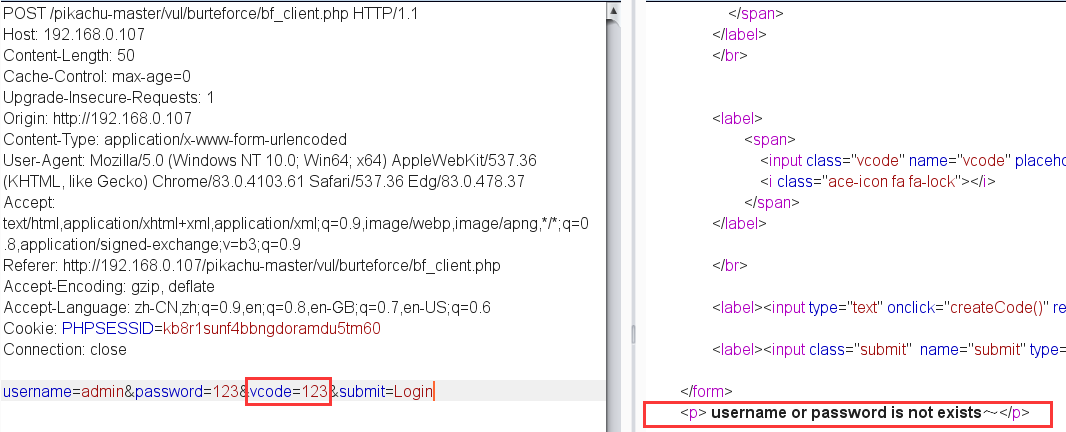 POST /pikachu-master/vul/burteforce/bf_client.php HTTP/1.1
Host: 192.168.0.107
Content-Length: 50
Cache-Control: max-age=0
Upgrade-Insecure-Requests: 1
Origin: http://192.168.0.107
Content-Type: application/x-www-form-urlencoded
User-Agent: Mozilla/5.0 (Windows NT 10.0; Win64; x64) AppleWebKit/537.36
(KHTML, like Gecko) Chrome/83.0.4103.61 Safari/537.36 Edg/83.0.478.37
Accept:
text/html,application/xhtml+xml,application/xml;q=0.9,image/webp,image/apng,*/*;q=0
.8,application/signed-exchange;v=b3;q=0.9
Referer: http://192.168.0.107/pikachu-master/vul/burteforce/bf_client.php
Accept-Encoding: gzip, deflate
Accept-Language: zh-CN,zh;q=0.9,en;q=0.8,en-GB;q=0.7,en-US;q=0.6
Cookie: PHPSESSID=kb8r1sunf4bbngdoramdu5tm60
Connection: close
username=admin&password=123&vcode=123&submit=Login
</span>
</label>
</br>
<label>
<span>
<input class="vcode" name="vcode" placeho
<i class="ace-icon fa fa-lock"></i>
</span>
</label>
</br>
<label><input type="text" onclick="createCode()" re
<label><input class="submit" name="submit" type=
</form>
<p> username or password is not exists～</p>